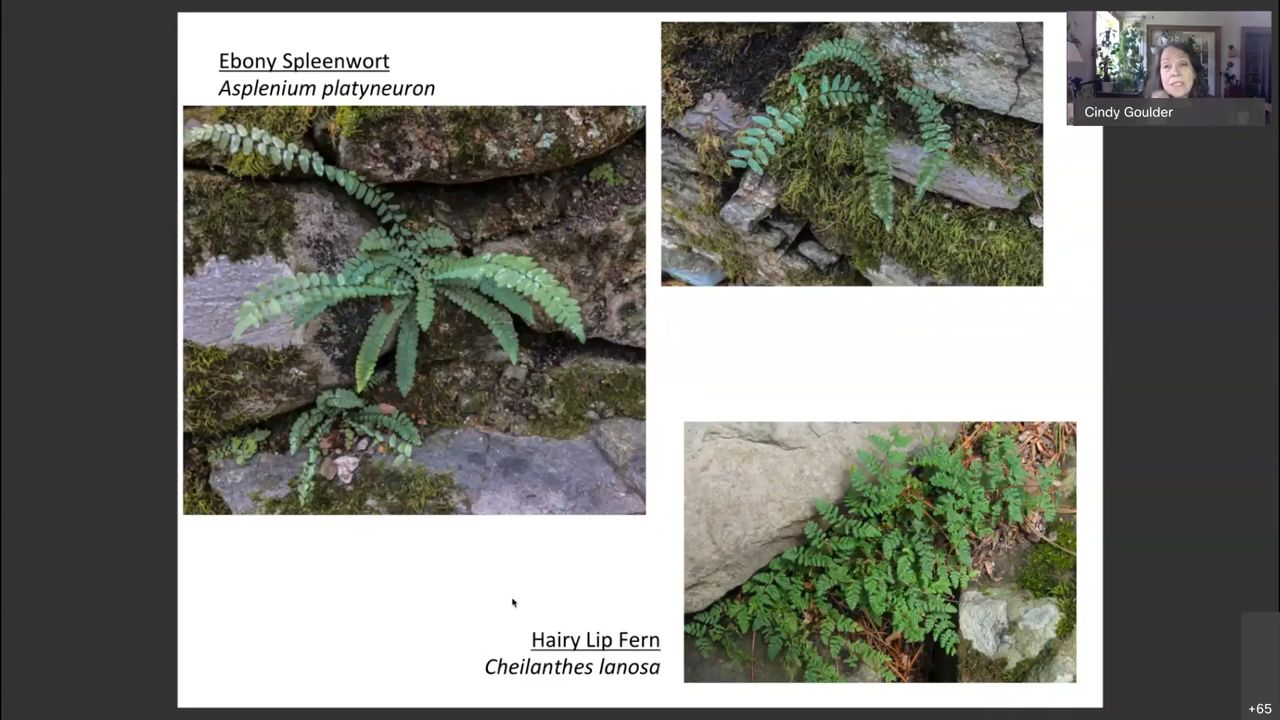 Ebony Spleenwort
Asplenium platyneuron
Cindy Goulder
Hairy Lip Fern
Cheilanthes lanosa
+65